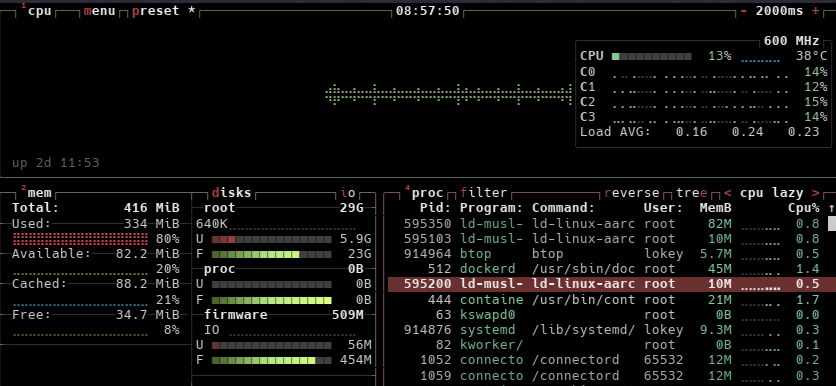 ¹cpu menu preset * 08:57:50 - 2000ms +
600 MHz
CPU 13% 38°C
C0 14%
C1 12%
C2 15%
C3 14%
Load AVG: 0.16 0.24 0.23
up 2d 11:53
²mem
Total: 416 MiB
Used: 334 MiB
80%
Available: 82.2 MiB
20%
Cached: 88.2 MiB
21%
Free: 34.7 MiB
8%
disks io
root 29G
640K
U 5.9G
F 23G
proc 0B
U 0B
F 0B
firmware 509M
IO
U 56M
F 454M
⁴proc filter reverse tree < cpu lazy >
Pid: Program: Command: User: MemB Cpu% ↑
595350 ld-musl- ld-linux-aarc root 82M 0.8
595103 ld-musl- ld-linux-aarc root 10M 0.8
914964 btop btop lokey 5.7M 0.5
512 dockerd /usr/sbin/doc root 45M 1.4
595200 ld-musl- ld-linux-aarc root 10M 0.5
444 containe /usr/bin/cont root 21M 1.7
63 kswapd0 root 0B 0.0
914876 systemd /lib/systemd/ lokey 9.3M 0.3
82 kworker/ root 0B 0.1
1052 connecto /connectord 65532 12M 0.2
1059 connecto /connectord 65532 12M 0.3